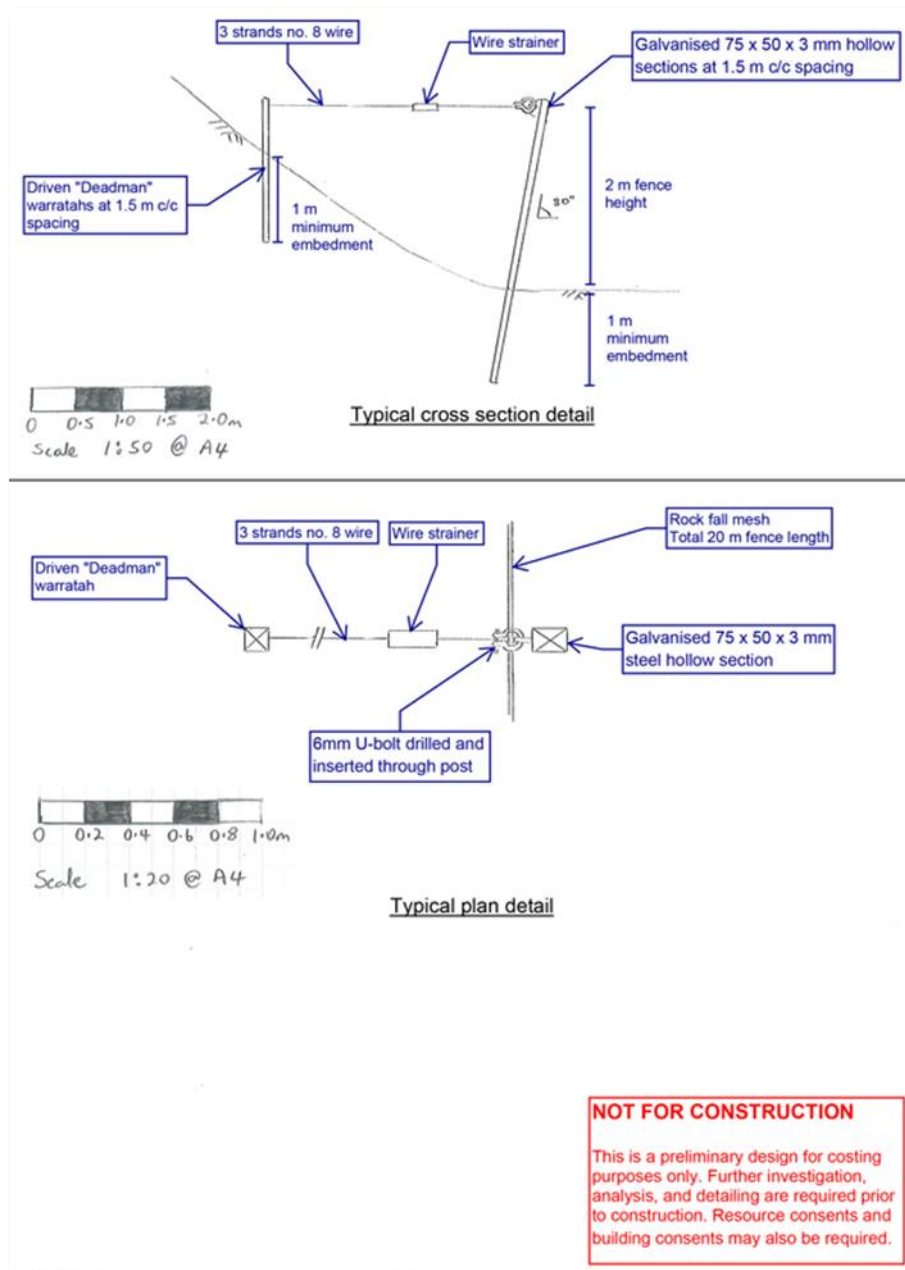 3 strands no. 8 wire
Wire strainer
Galvanised 75 x 50 x 3 mm hollow
sections at 1.5 m c/c spacing
Driven "Deadman"
warratahs at 1.5 m c/c
spacing
1 m
minimum
embedment
80°
2 m fence
height
1 m
minimum
embedment
0 0.5 1.0 1.5 2.0m
Scale 1:50 @ A4
Typical cross section detail
3 strands no. 8 wire
Wire strainer
Rock fall mesh
Total 20 m fence length
Driven "Deadman"
warratah
Galvanised 75 x 50 x 3 mm
steel hollow section
6mm U-bolt drilled and
inserted through post
0 0.2 0.4 0.6 0.8 1.0m
Scale 1:20 @ A4
Typical plan detail
NOT FOR CONSTRUCTION
This is a preliminary design for costing
purposes only. Further investigation,
analysis, and detailing are required prior
to construction. Resource consents and
building consents may also be required.